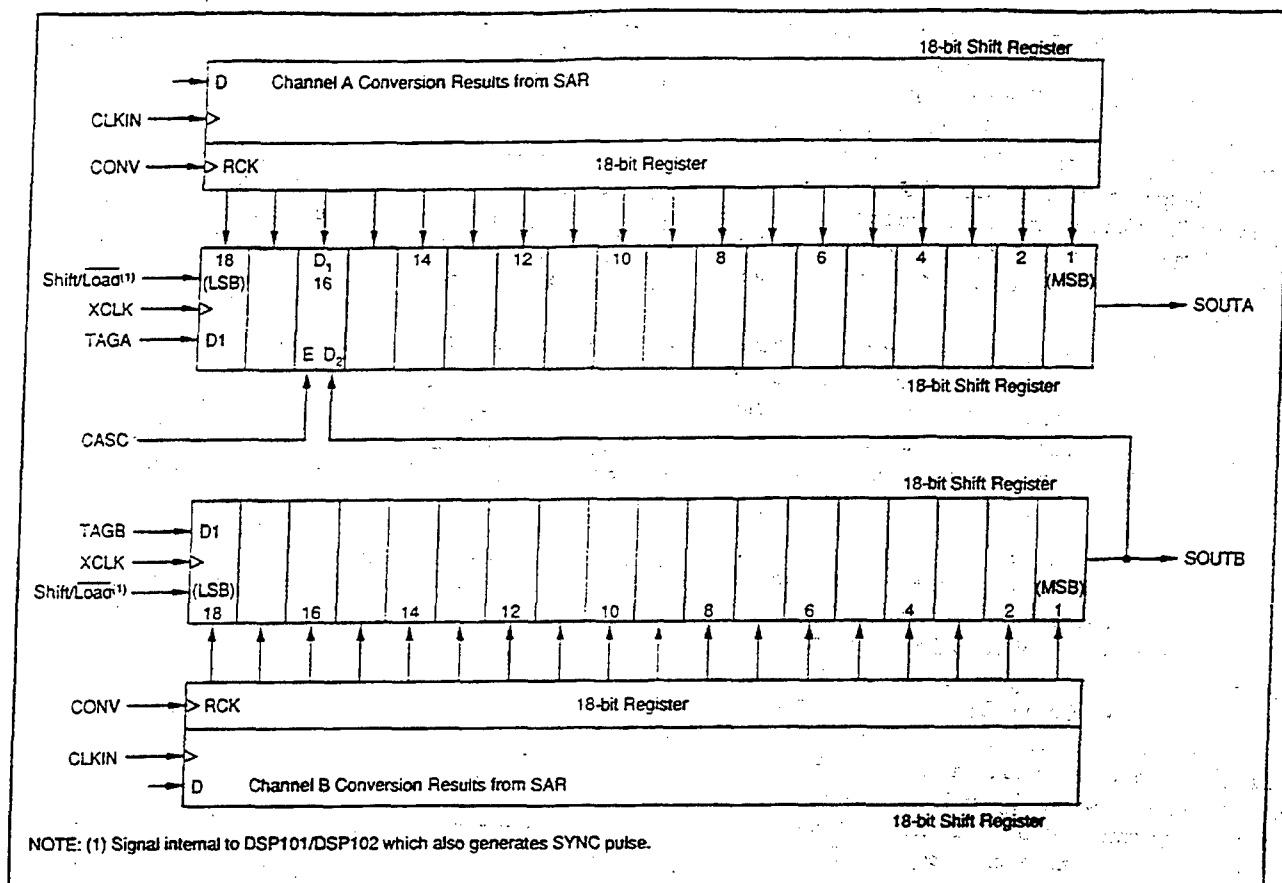 18-bit Shift Register
D Channel A Conversion Results from SAR
CLKIN
CONV RCK 18-bit Register
18 D₁ 14 12 10 8 6 4 2 1
Shift/L̅o̅a̅d̅⁽¹⁾ (LSB) 16 (MSB)
XCLK SOUTA
TAGA D1
E D₂
18-bit Shift Register
CASC
18-bit Shift Register
TAGB D1
XCLK SOUTB
Shift/L̅o̅a̅d̅⁽¹⁾ (LSB) (MSB)
18 16 14 12 10 8 6 4 2 1
CONV RCK 18-bit Register
CLKIN
D Channel B Conversion Results from SAR
18-bit Shift Register
NOTE: (1) Signal internal to DSP101/DSP102 which also generates SYNC pulse.